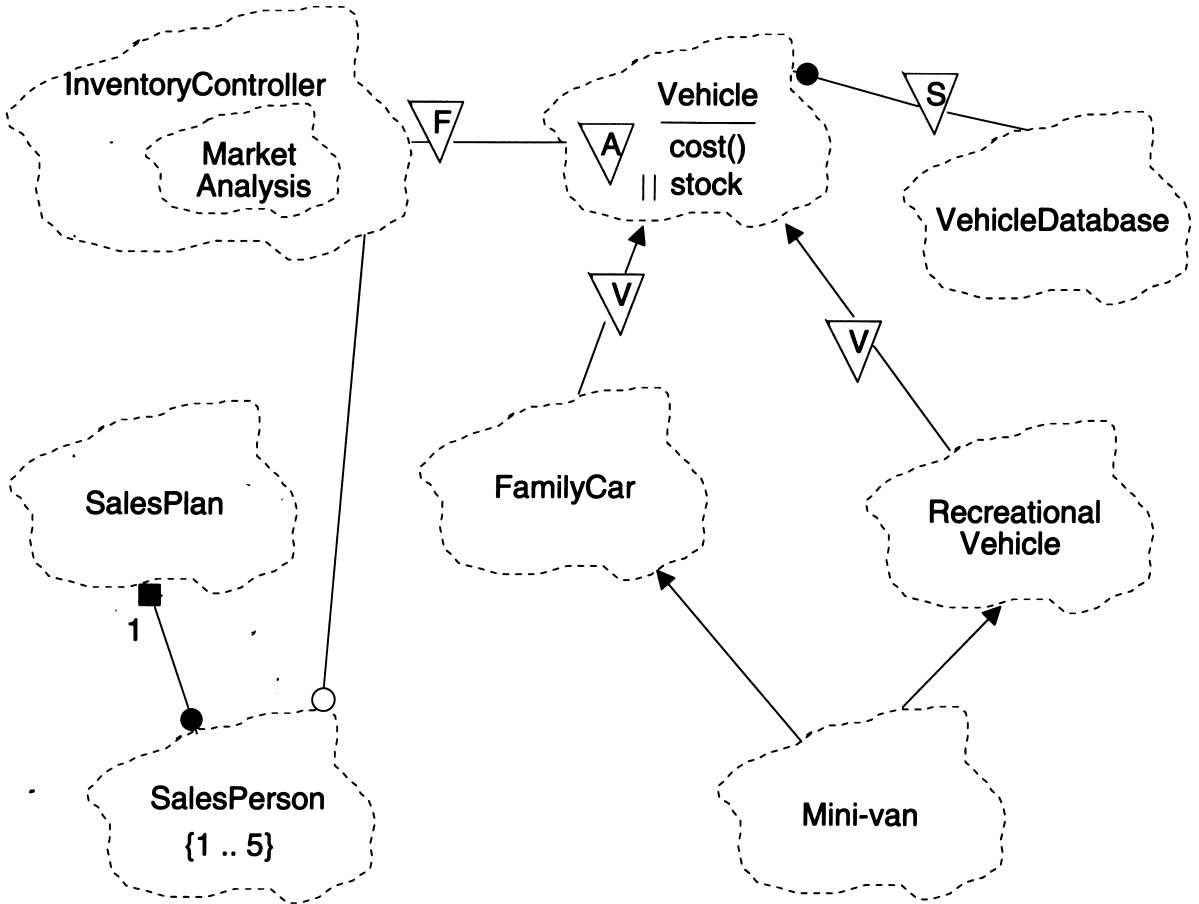 InventoryController
Market
Analysis
F
A
Vehicle
cost()
|| stock
S
VehicleDatabase
V
V
SalesPlan
1
FamilyCar
Recreational
Vehicle
SalesPerson
{1 .. 5}
Mini-van